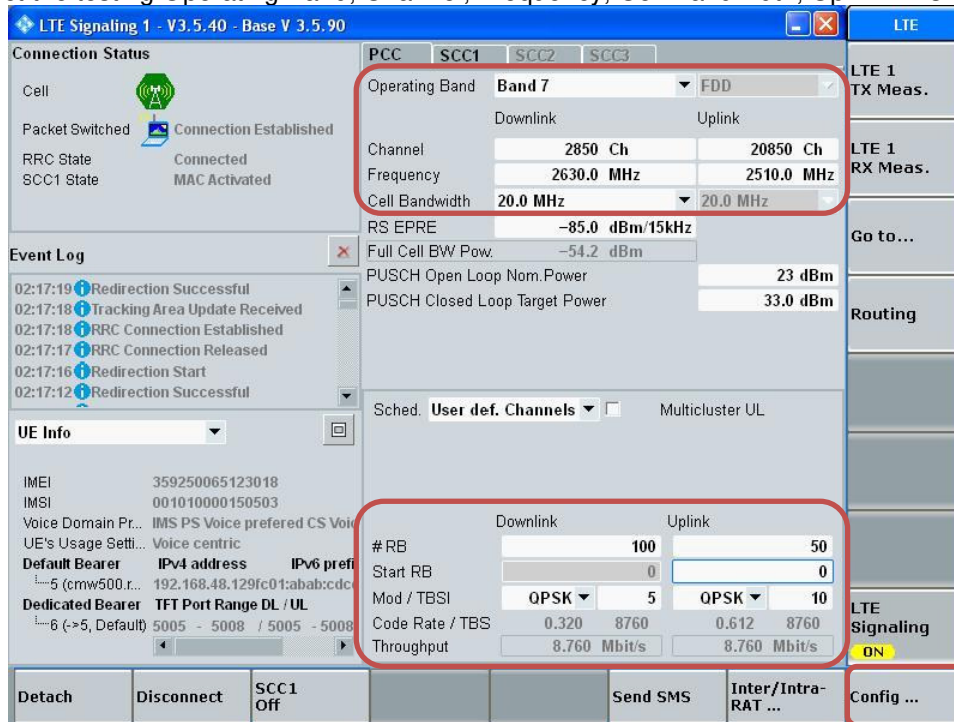 LTE Signaling 1 - V3.5.40 - Base V 3.5.90
LTE
Connection Status
Cell
Packet Switched Connection Established
RRC State Connected
SCC1 State MAC Activated
Event Log
02:17:19 Redirection Successful
02:17:18 Tracking Area Update Received
02:17:18 RRC Connection Established
02:17:17 RRC Connection Released
02:17:16 Redirection Start
02:17:12 Redirection Successful
UE Info
IMEI 359250065123018
IMSI 001010000150503
Voice Domain Pr... IMS PS Voice prefered CS Voic
UE's Usage Setti... Voice centric
Default Bearer IPv4 address IPv6 prefi
5 (cmw500.r... 192.168.48.129fc01:abab:cdc
Dedicated Bearer TFT Port Range DL / UL
6 (->5, Default) 5005 - 5008 / 5005 - 5008
PCC SCC1 SCC2 SCC3
Operating Band Band 7 FDD
Downlink Uplink
Channel 2850 Ch 20850 Ch
Frequency 2630.0 MHz 2510.0 MHz
Cell Bandwidth 20.0 MHz 20.0 MHz
RS EPRE -85.0 dBm/15kHz
Full Cell BW Pow. -54.2 dBm
PUSCH Open Loop Nom.Power 23 dBm
PUSCH Closed Loop Target Power 33.0 dBm
Sched. User def. Channels Multicluster UL
Downlink Uplink
# RB 100 50
Start RB 0 0
Mod / TBSI QPSK 5 QPSK 10
Code Rate / TBS 0.320 8760 0.612 8760
Throughput 8.760 Mbit/s 8.760 Mbit/s
LTE 1
TX Meas.
LTE 1
RX Meas.
Go to...
Routing
LTE
Signaling
ON
Detach
Disconnect
SCC1
Off
Send SMS
Inter/Intra-
RAT ...
Config ...